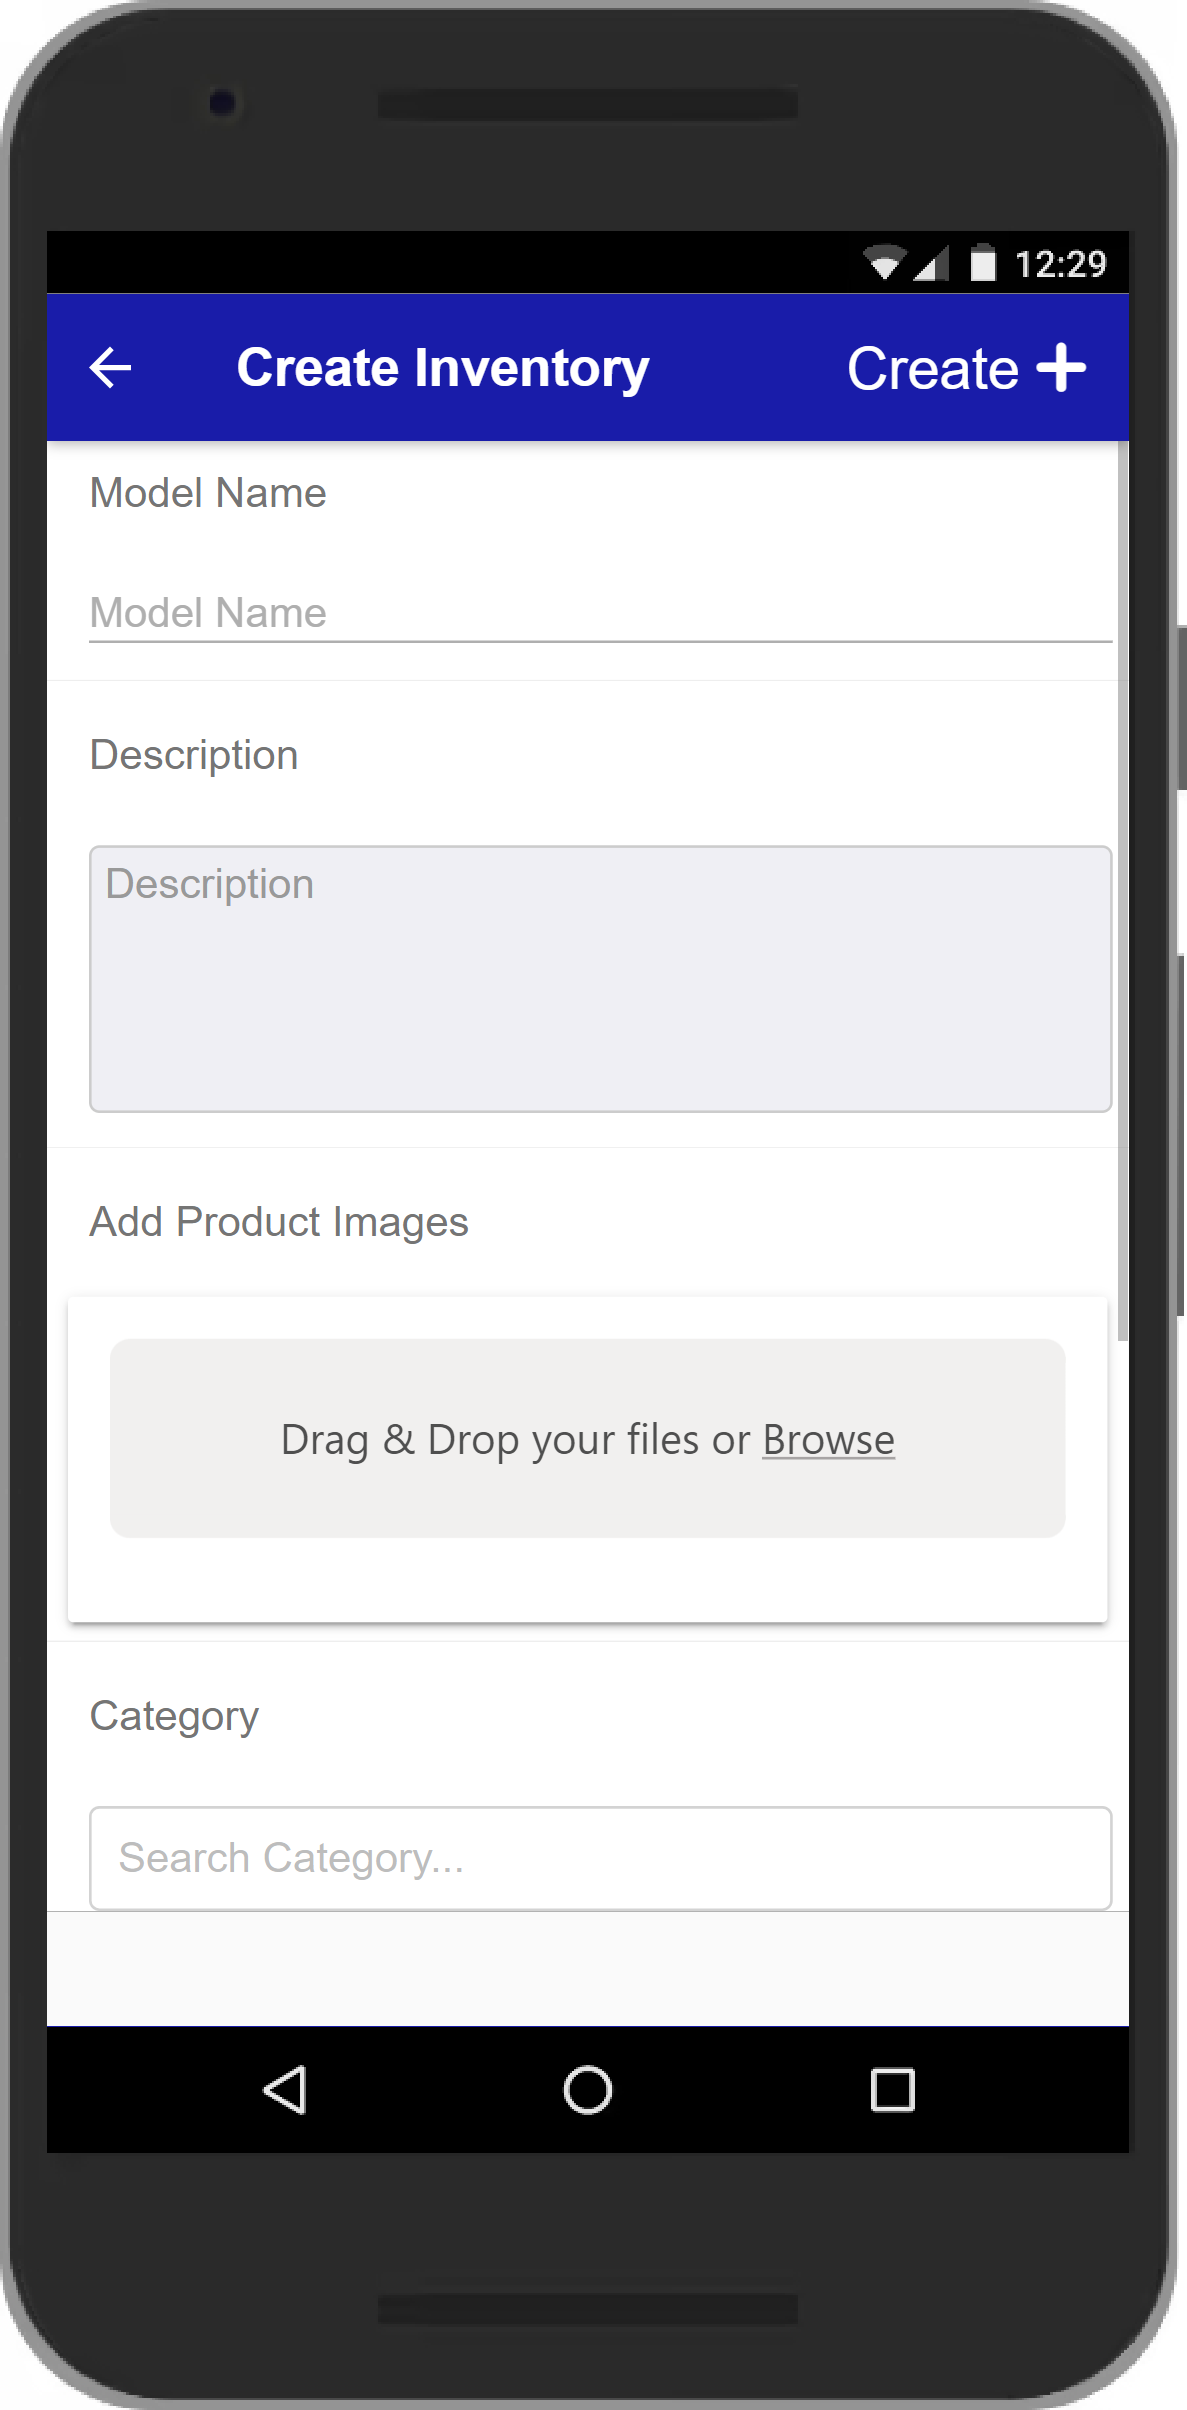 12:29
Create Inventory Create
Model Name
Model Name
Description
Description
Add Product Images
Drag & Drop your files or Browse
Category
Search Category...